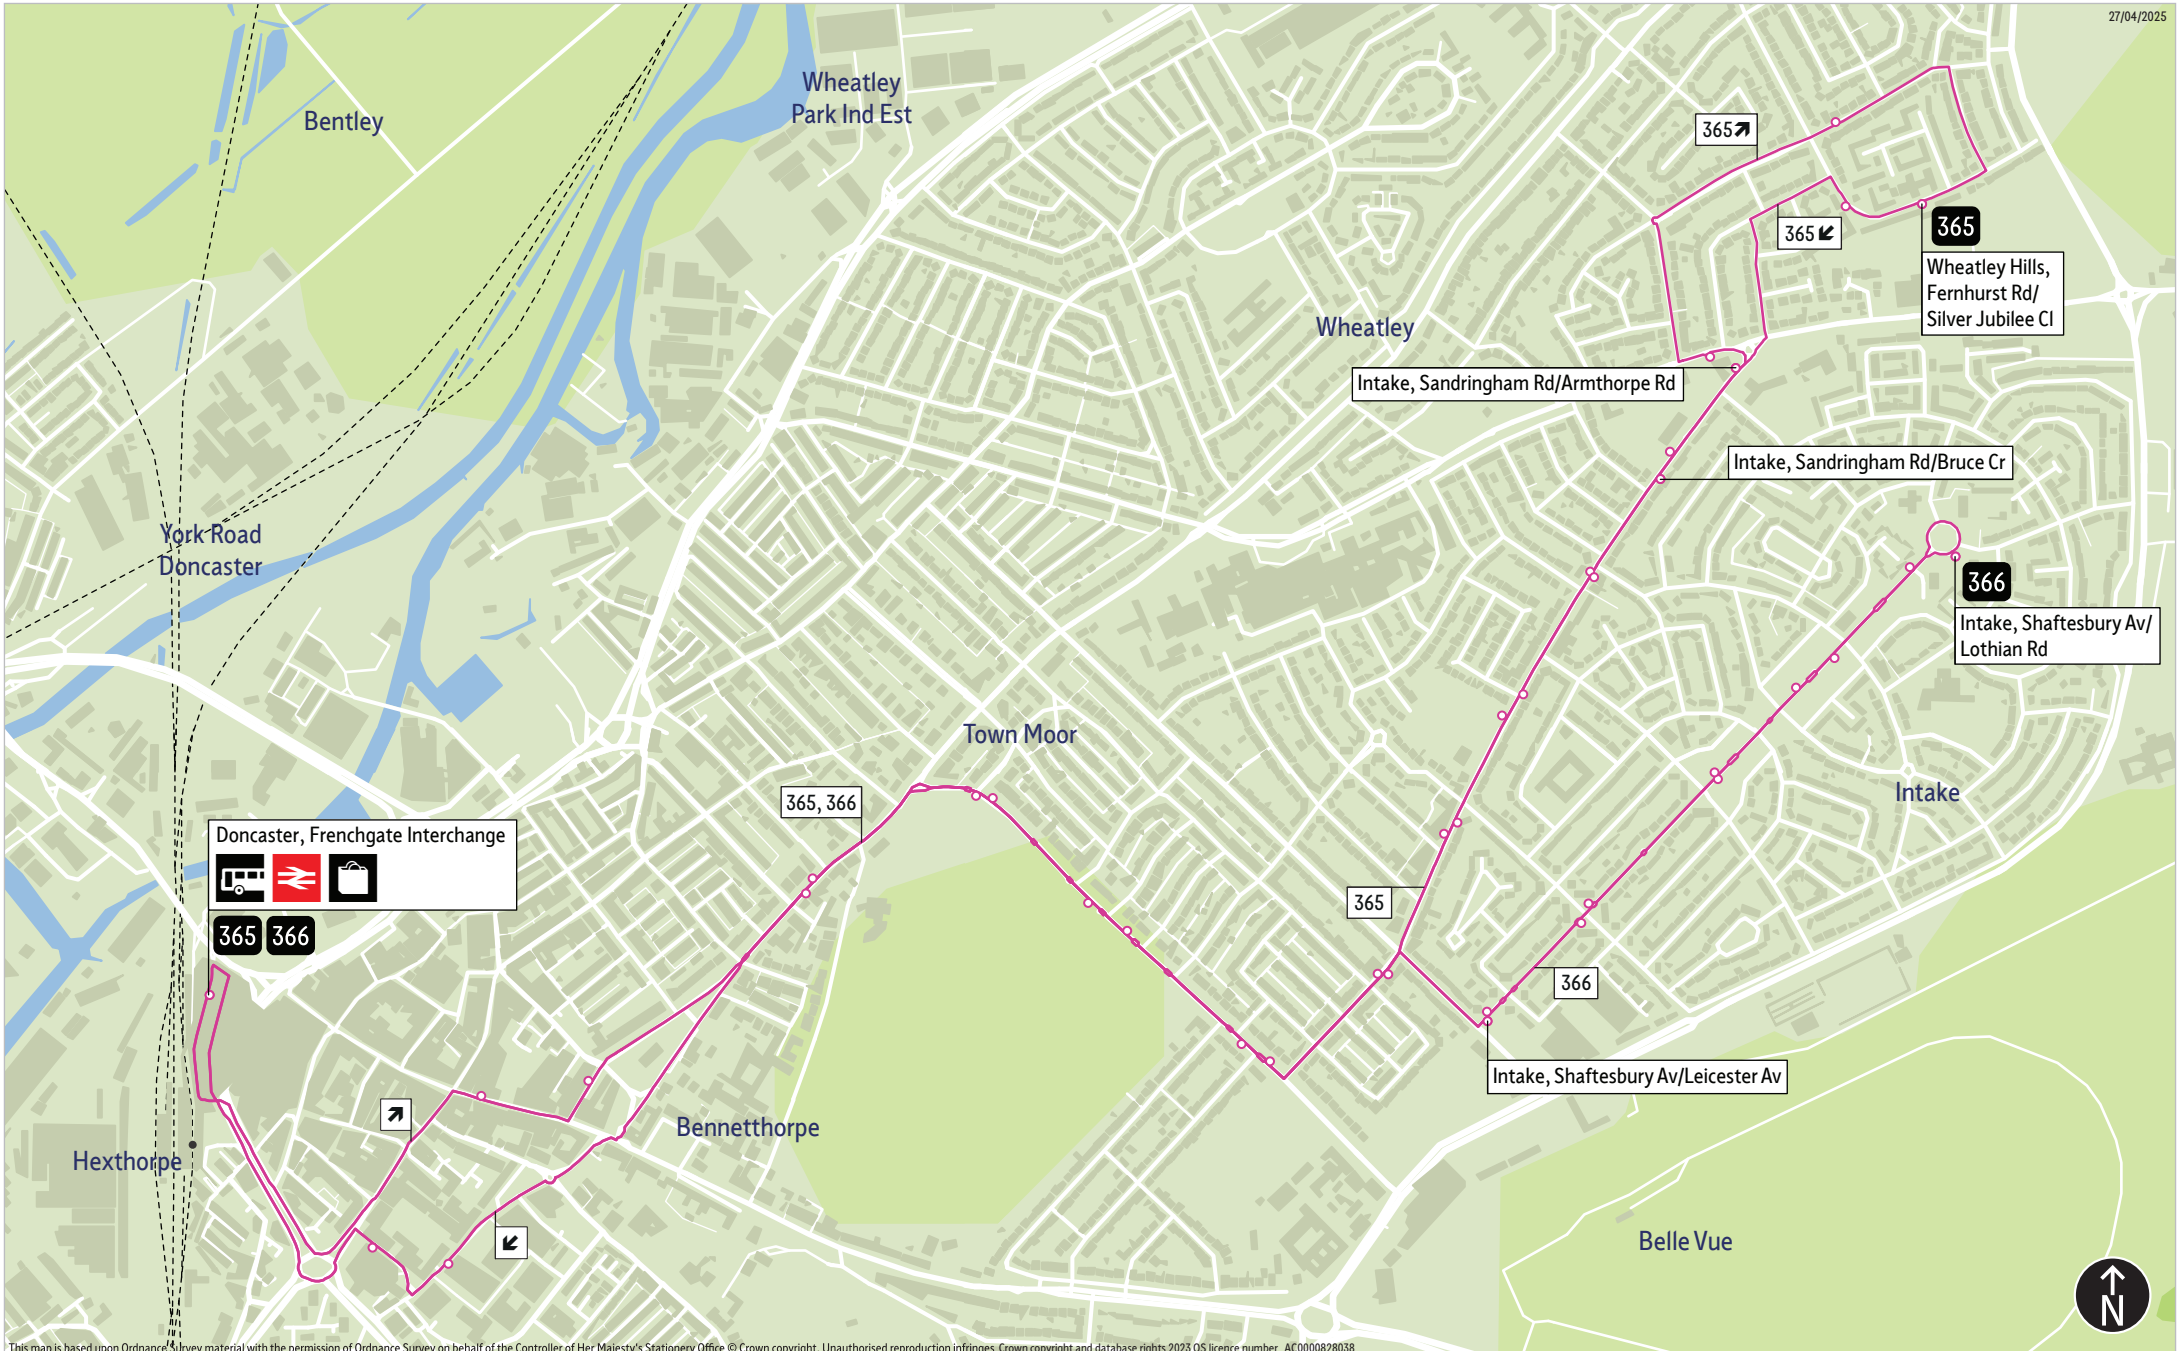 27/04/2025
Wheatley
Park Ind Est
Bentley
365
365
365
Wheatley Hills,
Fernhurst Rd/
Silver Jubilee Cl
Wheatley
Intake, Sandringham Rd/Armthorpe Rd
Intake, Sandringham Rd/Bruce Cr
York Road
Doncaster
366
Intake, Shaftesbury Av/
Lothian Rd
Town Moor
Intake
365, 366
Doncaster, Frenchgate Interchange
365 366
365
366
Intake, Shaftesbury Av/Leicester Av
Bennetthorpe
Hexthorpe
Belle Vue
N
This map is based upon Ordnance Survey material with the permission of Ordnance Survey on behalf of the Controller of Her Majesty's Stationery Office © Crown copyright. Unauthorised reproduction infringes Crown copyright and database rights 2023 OS licence number AC0000828038